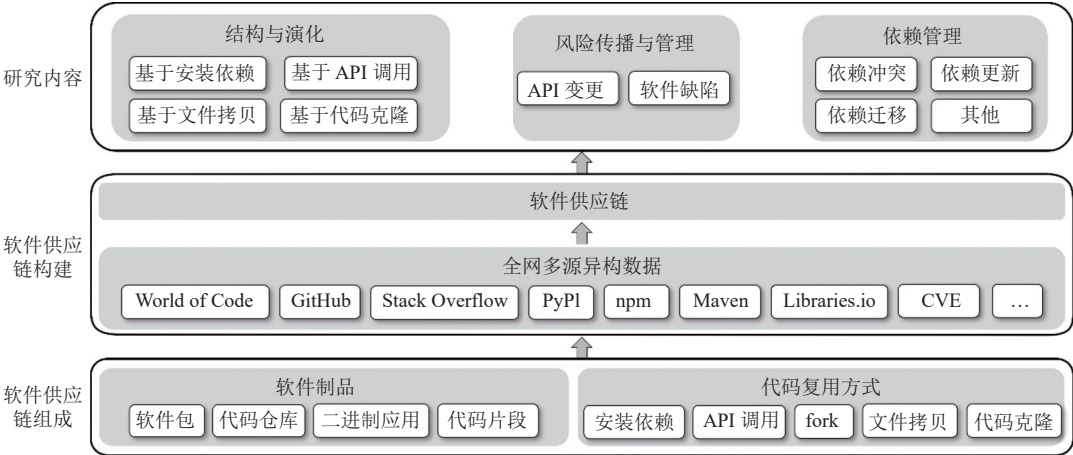 研究内容
结构与演化
基于安装依赖
基于 API 调用
基于文件拷贝
基于代码克隆
风险传播与管理
API 变更
软件缺陷
依赖管理
依赖冲突
依赖更新
依赖迁移
其他
软件供应
链构建
软件供应链
全网多源异构数据
World of Code
GitHub
Stack Overflow
PyPl
npm
Maven
Libraries.io
CVE
…
软件供应
链组成
软件制品
软件包
代码仓库
二进制应用
代码片段
代码复用方式
安装依赖
API 调用
fork
文件拷贝
代码克隆